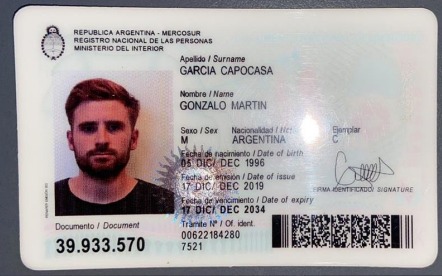 REPUBLICA ARGENTINA - MERCOSUR
REGISTRO NACIONAL DE LAS PERSONAS
MINISTERIO DEL INTERIOR
Apellido / Surname
GARCIA CAPOCASA
Nombre / Name
GONZALO MARTIN
Sexo / Sex Nacionalidad / Ejemplar
M ARGENTINA C
Fecha de nacimiento / Date of birth
05 DIC/ DEC 1996
Fecha de emisión / Date of issue
17 DIC/ DEC 2019
FIRMA IDENTIFICADO/ SIGNATURE
Fecha de vencimiento / Date of expiry
17 DIC/ DEC 2034
Documento / Document
39.933.570
Trámite Nº / Of. ident.
00622184280
7521